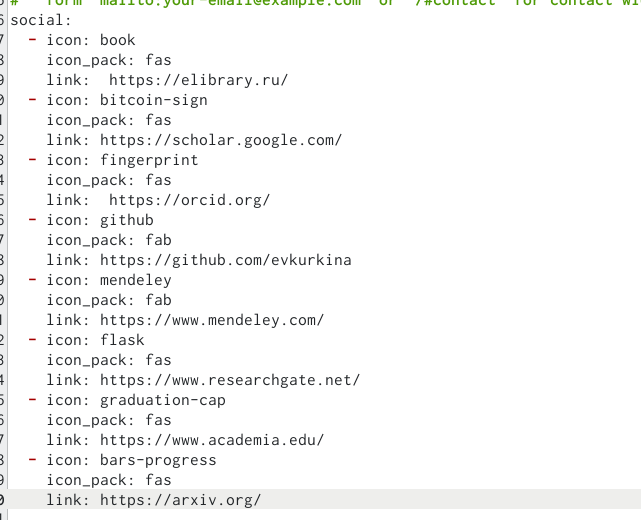 # form mailto:your-email@example.com or /#contact for contact wi
social:
- icon: book
icon_pack: fas
link:  https://elibrary.ru/
- icon: bitcoin-sign
icon_pack: fas
link: https://scholar.google.com/
- icon: fingerprint
icon_pack: fas
link:  https://orcid.org/
- icon: github
icon_pack: fab
link: https://github.com/evkurkina
- icon: mendeley
icon_pack: fab
link: https://www.mendeley.com/
- icon: flask
icon_pack: fas
link: https://www.researchgate.net/
- icon: graduation-cap
icon_pack: fas
link: https://www.academia.edu/
- icon: bars-progress
icon_pack: fas
link: https://arxiv.org/